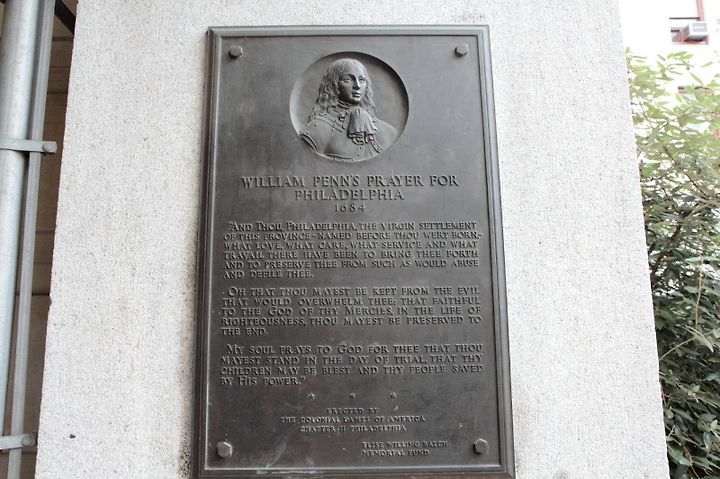 WILLIAM PENN'S PRAYER FOR
PHILADELPHIA
1684
"AND THOU, PHILADELPHIA, THE VIRGIN SETTLEMENT
OF THIS PROVINCE-NAMED BEFORE THOU WERT BORN,-
WHAT LOVE, WHAT CARE, WHAT SERVICE AND WHAT
TRAVAIL THERE HAVE BEEN TO BRING THEE FORTH
AND TO PRESERVE THEE FROM SUCH AS WOULD ABUSE
AND DEFILE THEE.
OH THAT THOU MAYEST BE KEPT FROM THE EVIL
THAT WOULD OVERWHELM THEE; THAT FAITHFUL
TO THE GOD OF THY MERCIES, IN THE LIFE OF
RIGHTEOUSNESS, THOU MAYEST BE PRESERVED TO
THE END.
MY SOUL PRAYS TO GOD FOR THEE THAT THOU
MAYEST STAND IN THE DAY OF TRIAL, THAT THY
CHILDREN MAY BE BLEST AND THY PEOPLE SAVED
BY HIS POWER."
ERECTED BY
THE COLONIAL DAMES OF AMERICA
CHAPTER II PHILADELPHIA
ELISE WILLING BALCH
MEMORIAL FUND